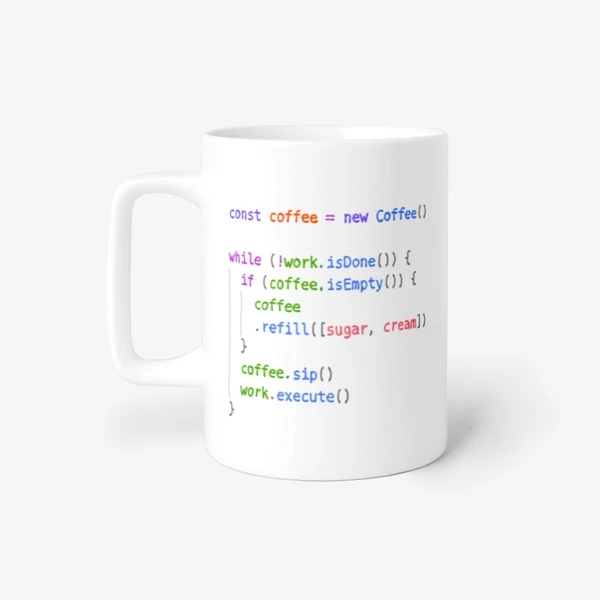 const coffee = new Coffee()
while (!work.isDone()) {
if (coffee.isEmpty()) {
coffee
.refill([sugar, cream])
}
coffee.sip()
work.execute()
}